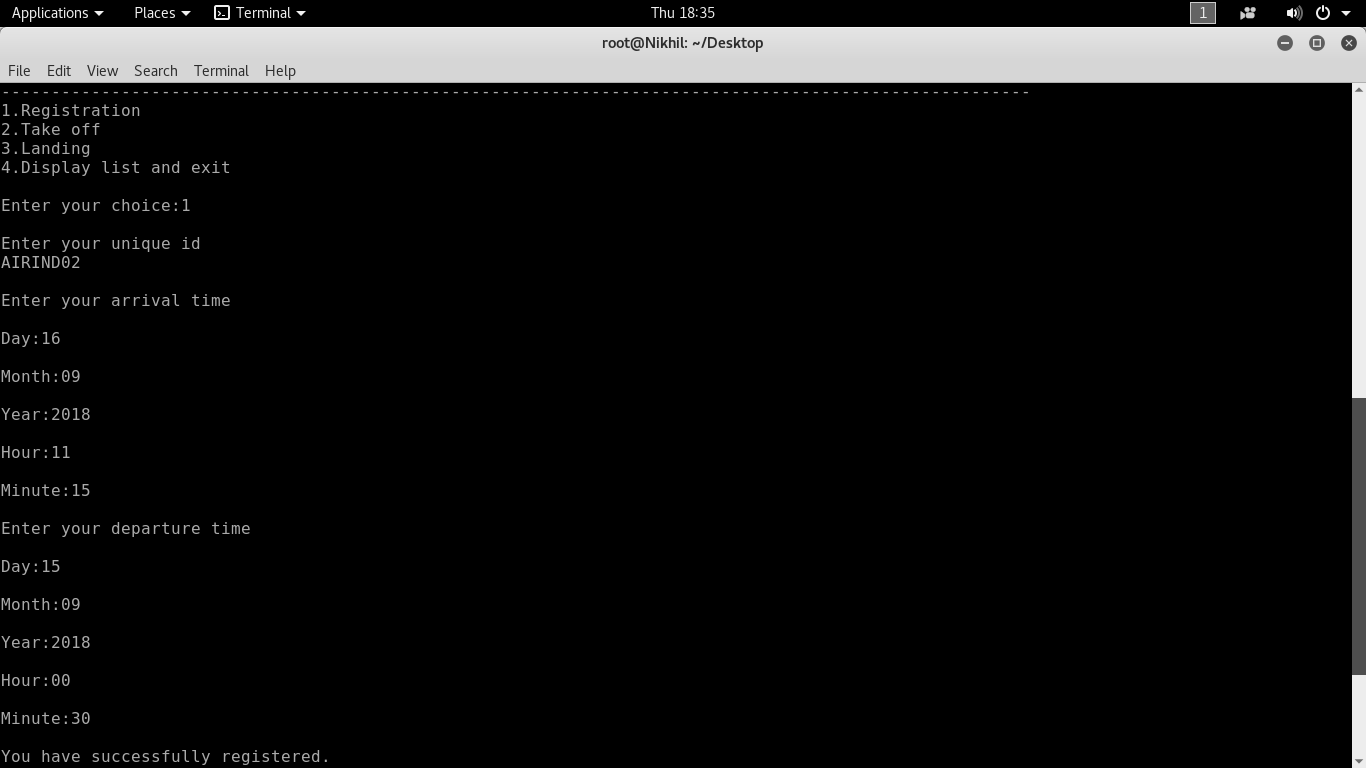 Applications Places Terminal Thu 18:35 1
root@Nikhil: ~/Desktop
File Edit View Search Terminal Help
-------------------------------------------------------------------------------------------------------
1.Registration
2.Take off
3.Landing
4.Display list and exit
Enter your choice:1
Enter your unique id
AIRIND02
Enter your arrival time
Day:16
Month:09
Year:2018
Hour:11
Minute:15
Enter your departure time
Day:15
Month:09
Year:2018
Hour:00
Minute:30
You have successfully registered.